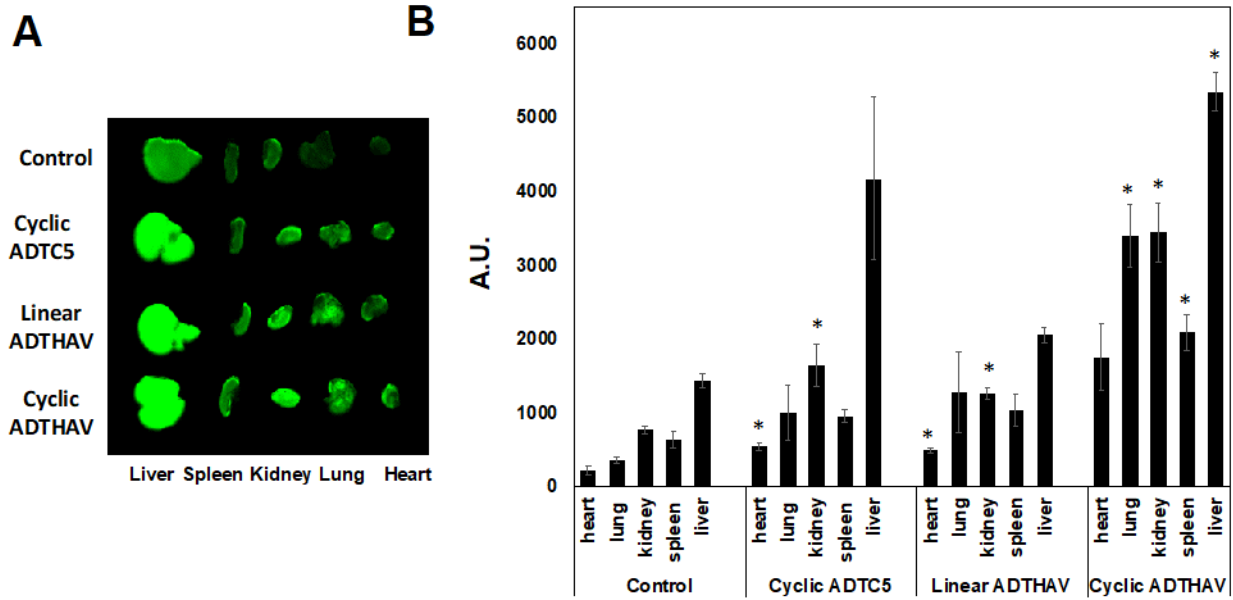 A
Control
Cyclic
ADTC5
Linear
ADTHAV
Cyclic
ADTHAV
Liver Spleen Kidney Lung Heart
B
A.U.
6000
5000
4000
3000
2000
1000
0
* * * * * * * *
heart lung kidney spleen liver heart lung kidney spleen liver heart lung kidney spleen liver heart lung kidney spleen liver
Control Cyclic ADTC5 Linear ADTHAV Cyclic ADTHAV